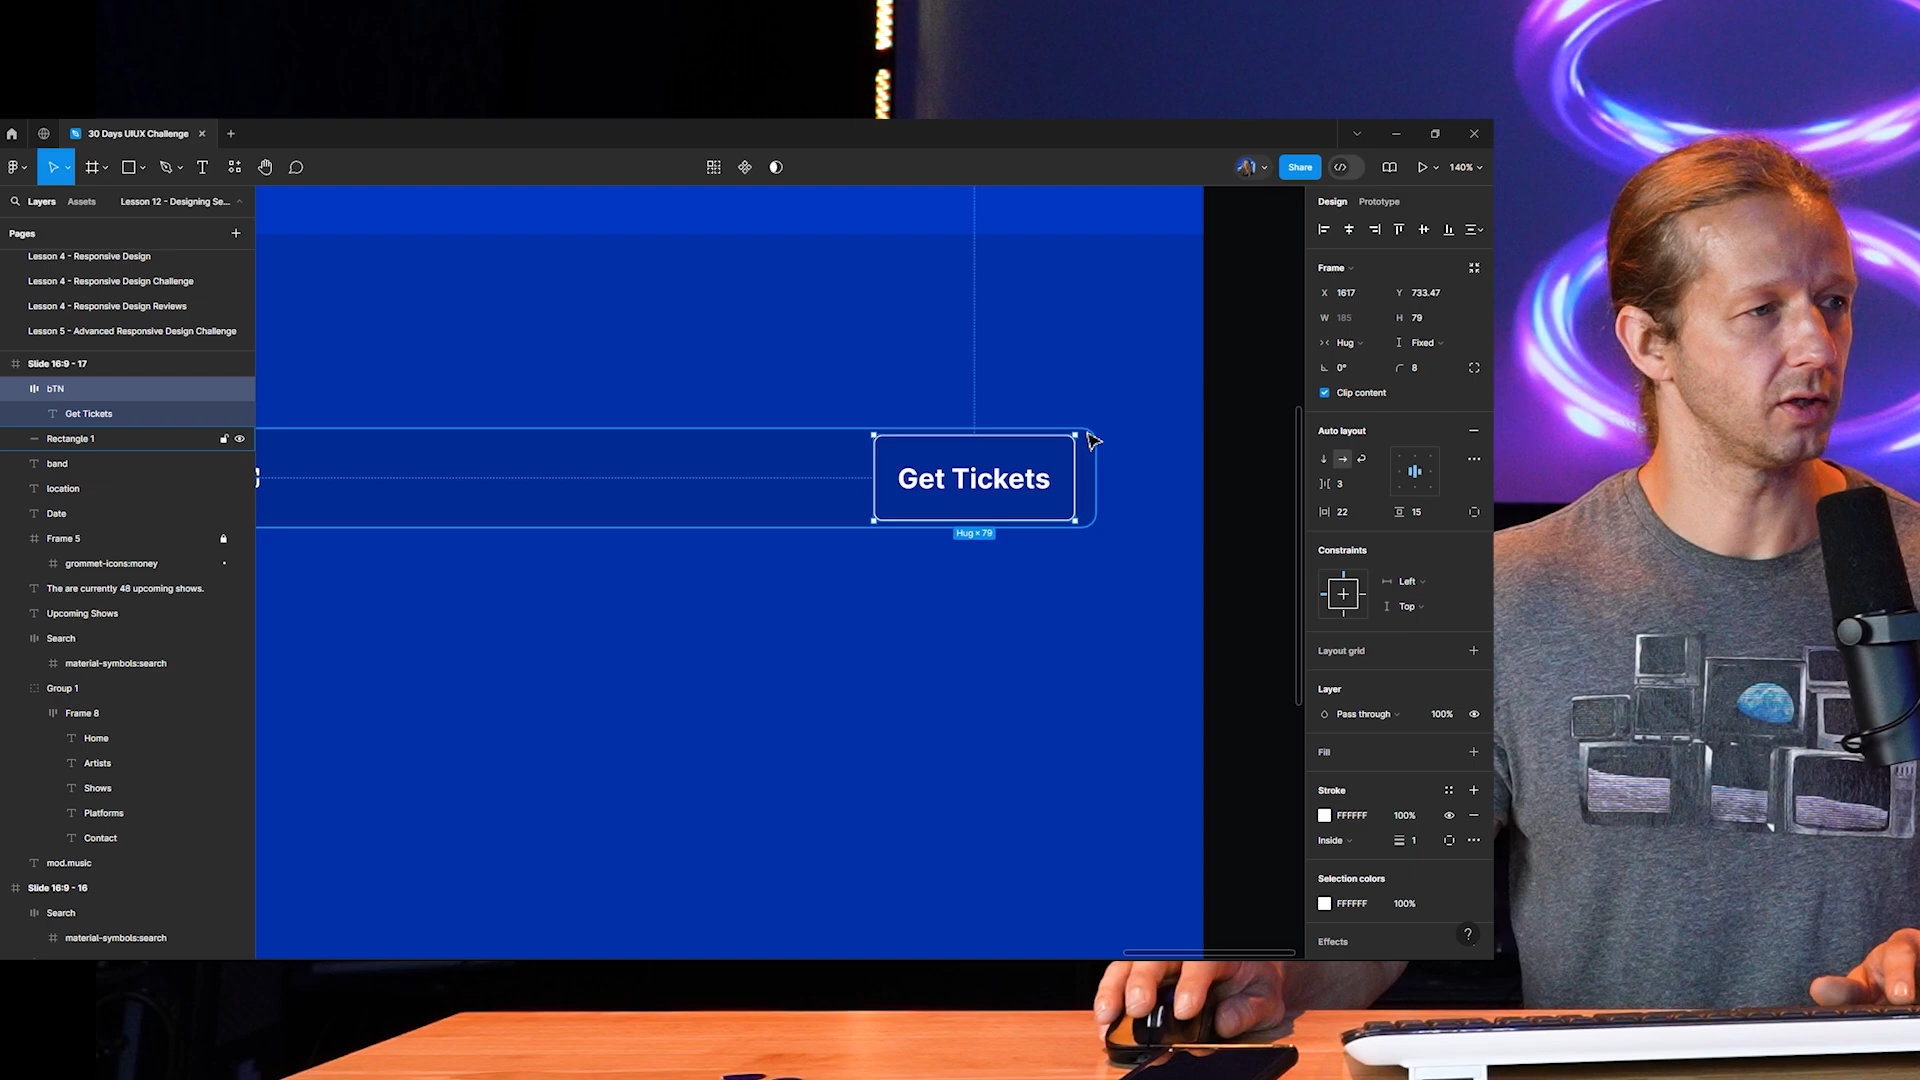 30 Days UIUX Challenge
Share
140%
Layers Assets Lesson 12 - Designing Se...
Pages
Lesson 4 - Responsive Design
Lesson 4 - Responsive Design Challenge
Lesson 4 - Responsive Design Reviews
Lesson 5 - Advanced Responsive Design Challenge
Slide 16:9 - 17
bTN
Get Tickets
Rectangle 1
band
location
Date
Frame 5
grommet-icons:money
The are currently 48 upcoming shows.
Upcoming Shows
Search
material-symbols:search
Group 1
Frame 8
Home
Artists
Shows
Platforms
Contact
mod.music
Slide 16:9 - 16
Search
material-symbols:search
Get Tickets
Hug × 79
Design Prototype
Frame
X 1617 Y 733.47
W 185 H 79
Hug Fixed
0° 8
Clip content
Auto layout
3
22 15
Constraints
Left
Top
Layout grid
Layer
Pass through 100%
Fill
Stroke
FFFFFF 100%
Inside 1
Selection colors
FFFFFF 100%
Effects
?